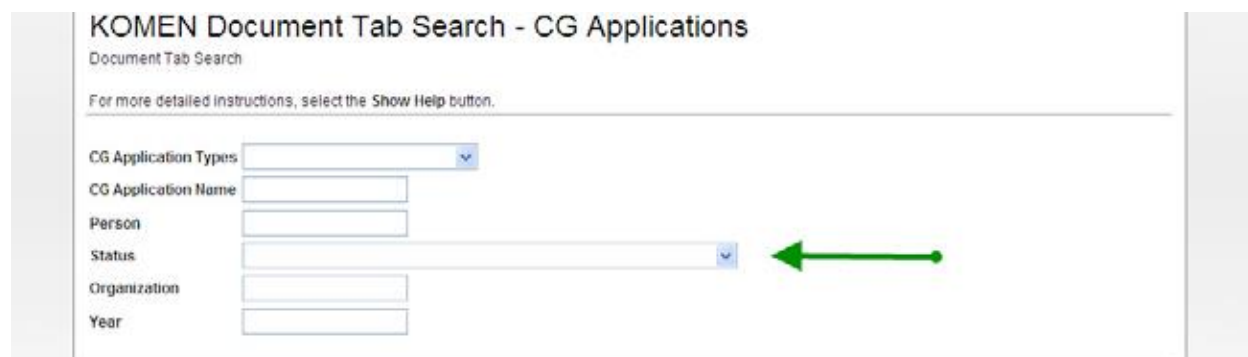 KOMEN Document Tab Search - CG Applications
Document Tab Search
For more detailed instructions, select the Show Help button.
CG Application Types
CG Application Name
Person
Status
Organization
Year